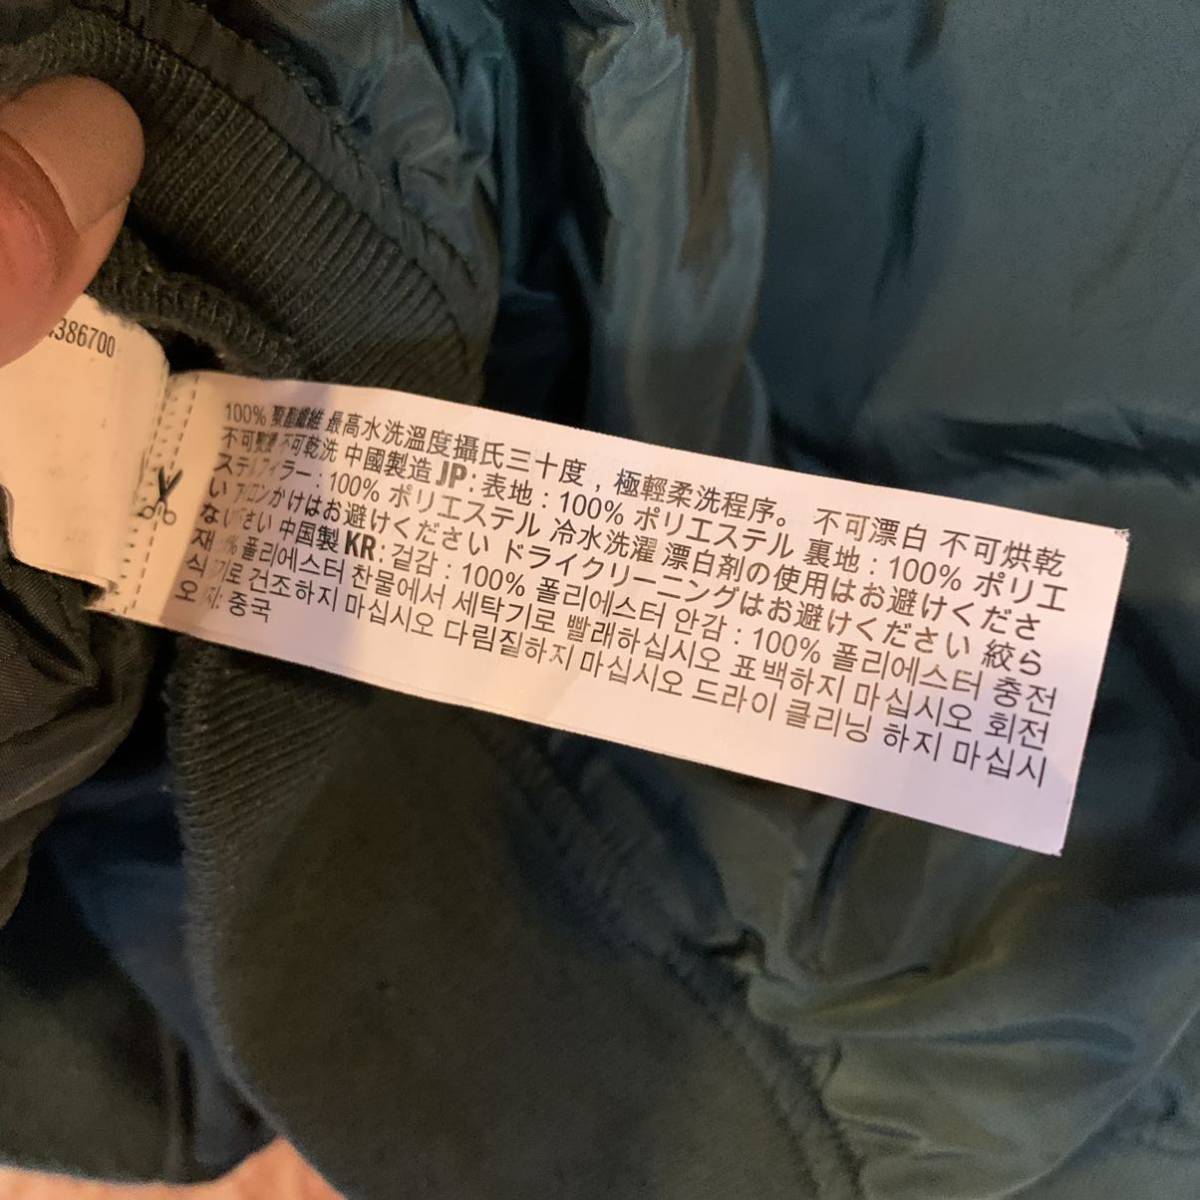 386700
100% 聚酯纖維 最高水洗溫度攝氏三十度，極輕柔洗程序。 不可漂白 不可烘乾
不可熨燙 不可乾洗 中國製造 JP : 表地 : 100% ポリエステル 裏地 : 100% ポリエ
ステル フィラー : 100% ポリエステル 冷水洗濯 漂白剤の使用はお避けくださ
い アイロンかけはお避けください ドライクリーニングはお避けください 絞ら
ないでください 中国製 KR : 겉감 : 100% 폴리에스터 안감 : 100% 폴리에스터 충전
재 폴리에스터 찬물에서 세탁기로 빨래하십시오 표백하지 마십시오 회전
식 건조하지 마십시오 다림질하지 마십시오 드라이 클리닝 하지 마십시
오 중국